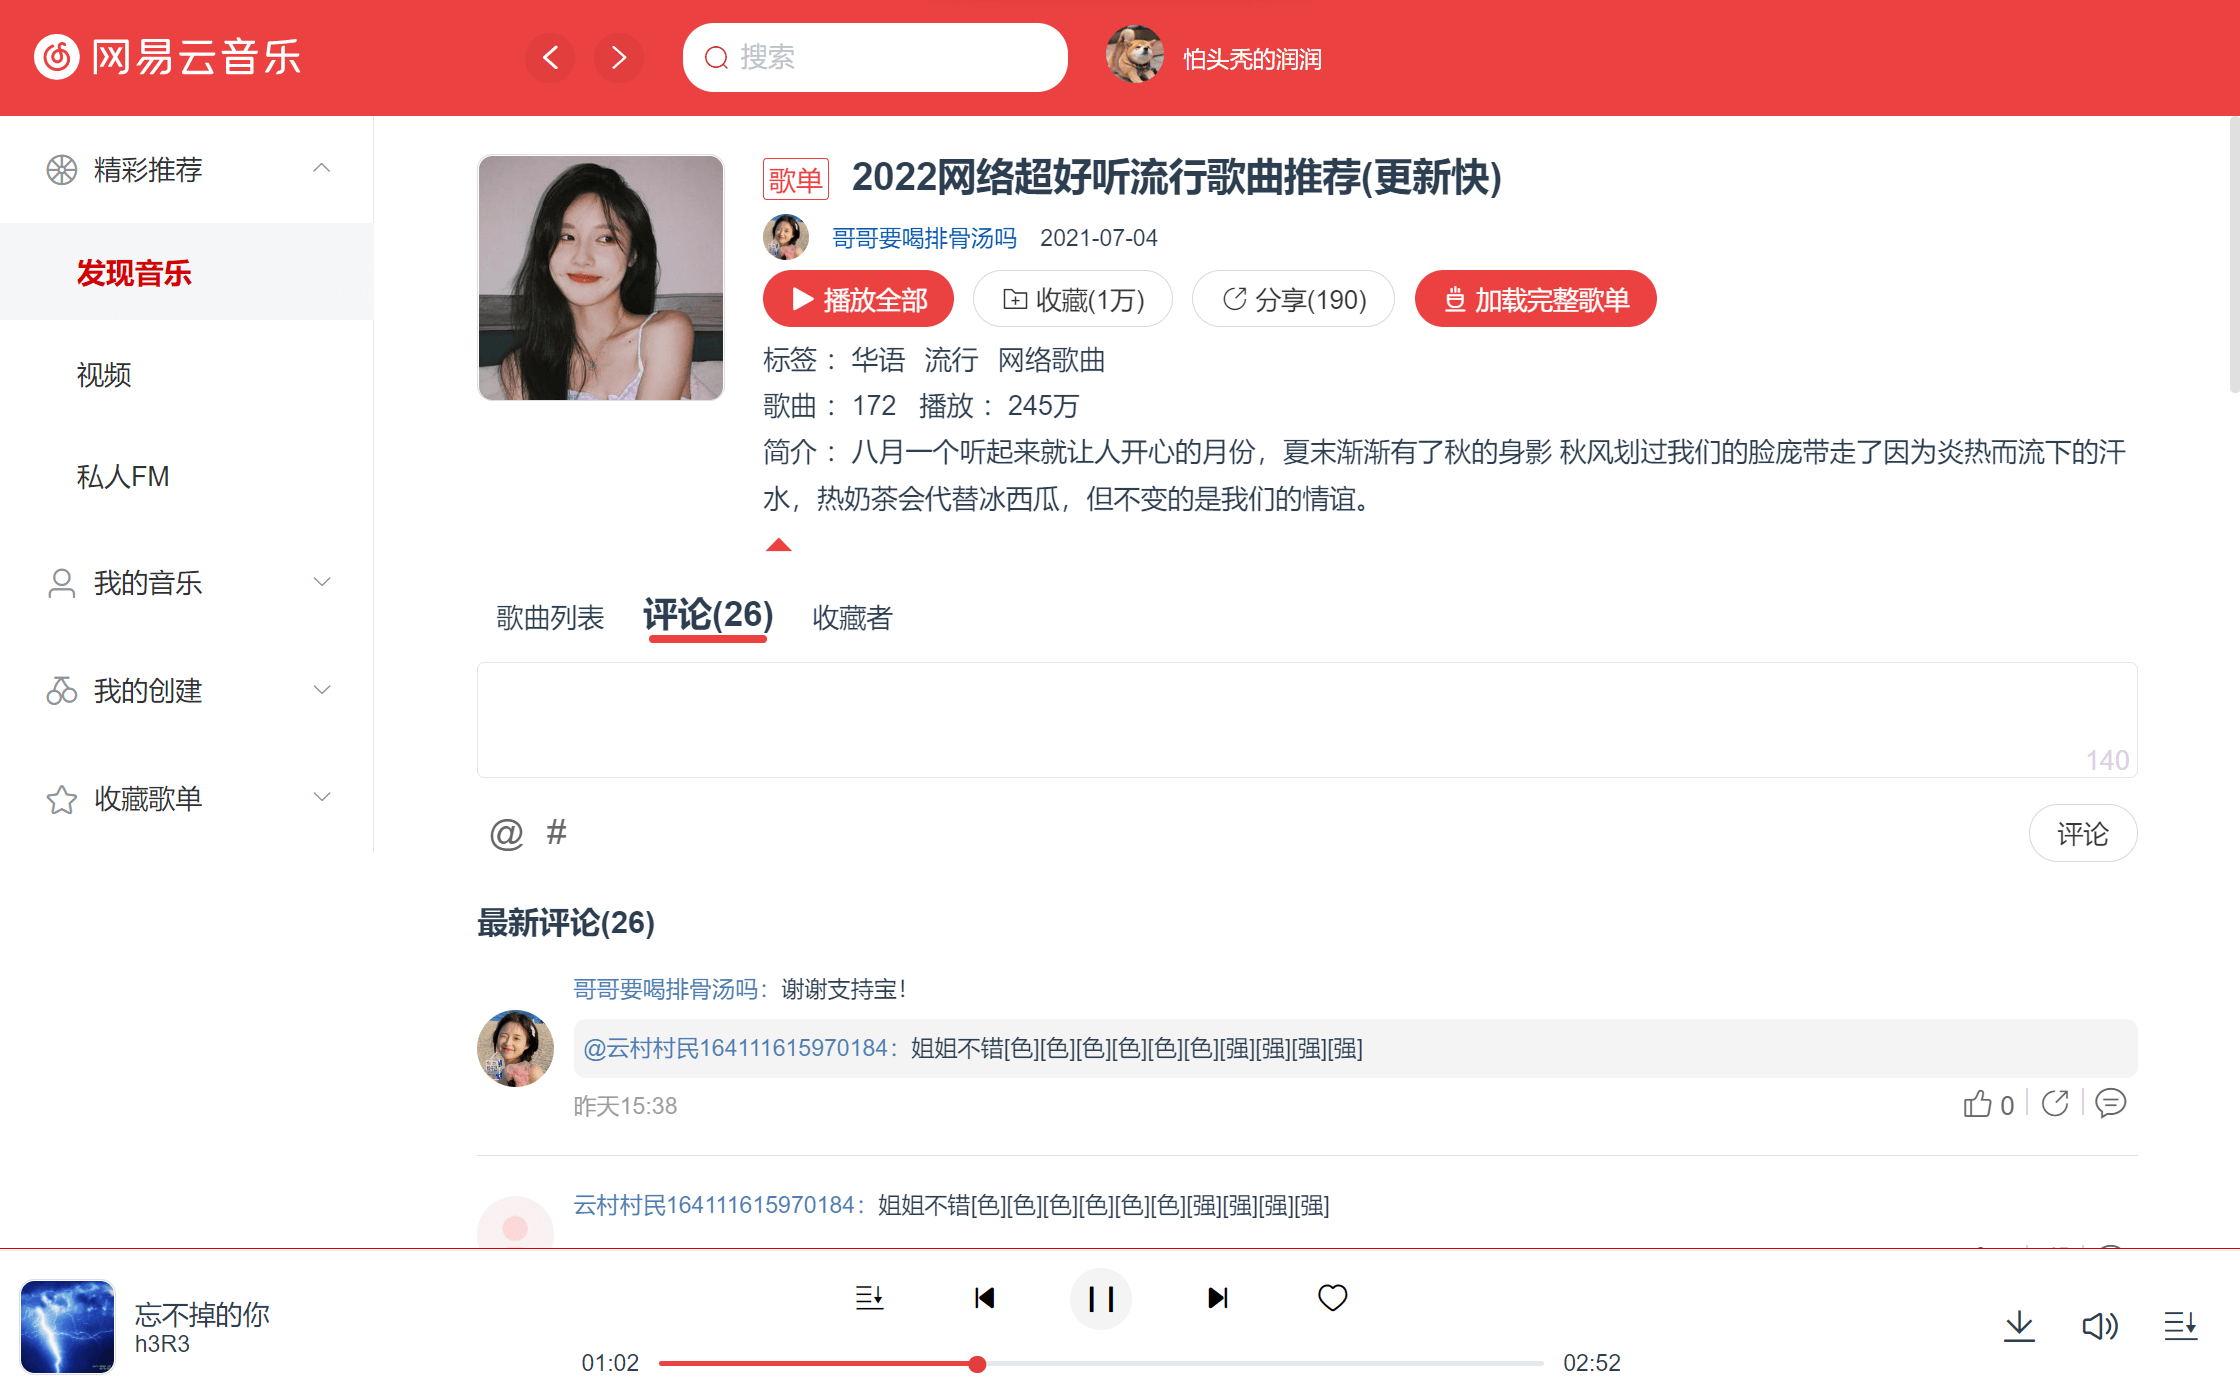 网易云音乐
搜索
怕头秃的润润
精彩推荐
发现音乐
视频
私人FM
我的音乐
我的创建
收藏歌单
歌单 2022网络超好听流行歌曲推荐(更新快)
哥哥要喝排骨汤吗 2021-07-04
播放全部 收藏(1万) 分享(190) 加载完整歌单
标签 : 华语 流行 网络歌曲
歌曲 : 172 播放 : 245万
简介 : 八月一个听起来就让人开心的月份，夏末渐渐有了秋的身影 秋风划过我们的脸庞带走了因为炎热而流下的汗
水，热奶茶会代替冰西瓜，但不变的是我们的情谊。
歌曲列表 评论(26) 收藏者
140
@ # 评论
最新评论(26)
哥哥要喝排骨汤吗：谢谢支持宝！
@云村村民164111615970184：姐姐不错[色][色][色][色][色][色][强][强][强][强]
昨天15:38 0
云村村民164111615970184：姐姐不错[色][色][色][色][色][色][强][强][强][强]
忘不掉的你
h3R3
01:02 02:52